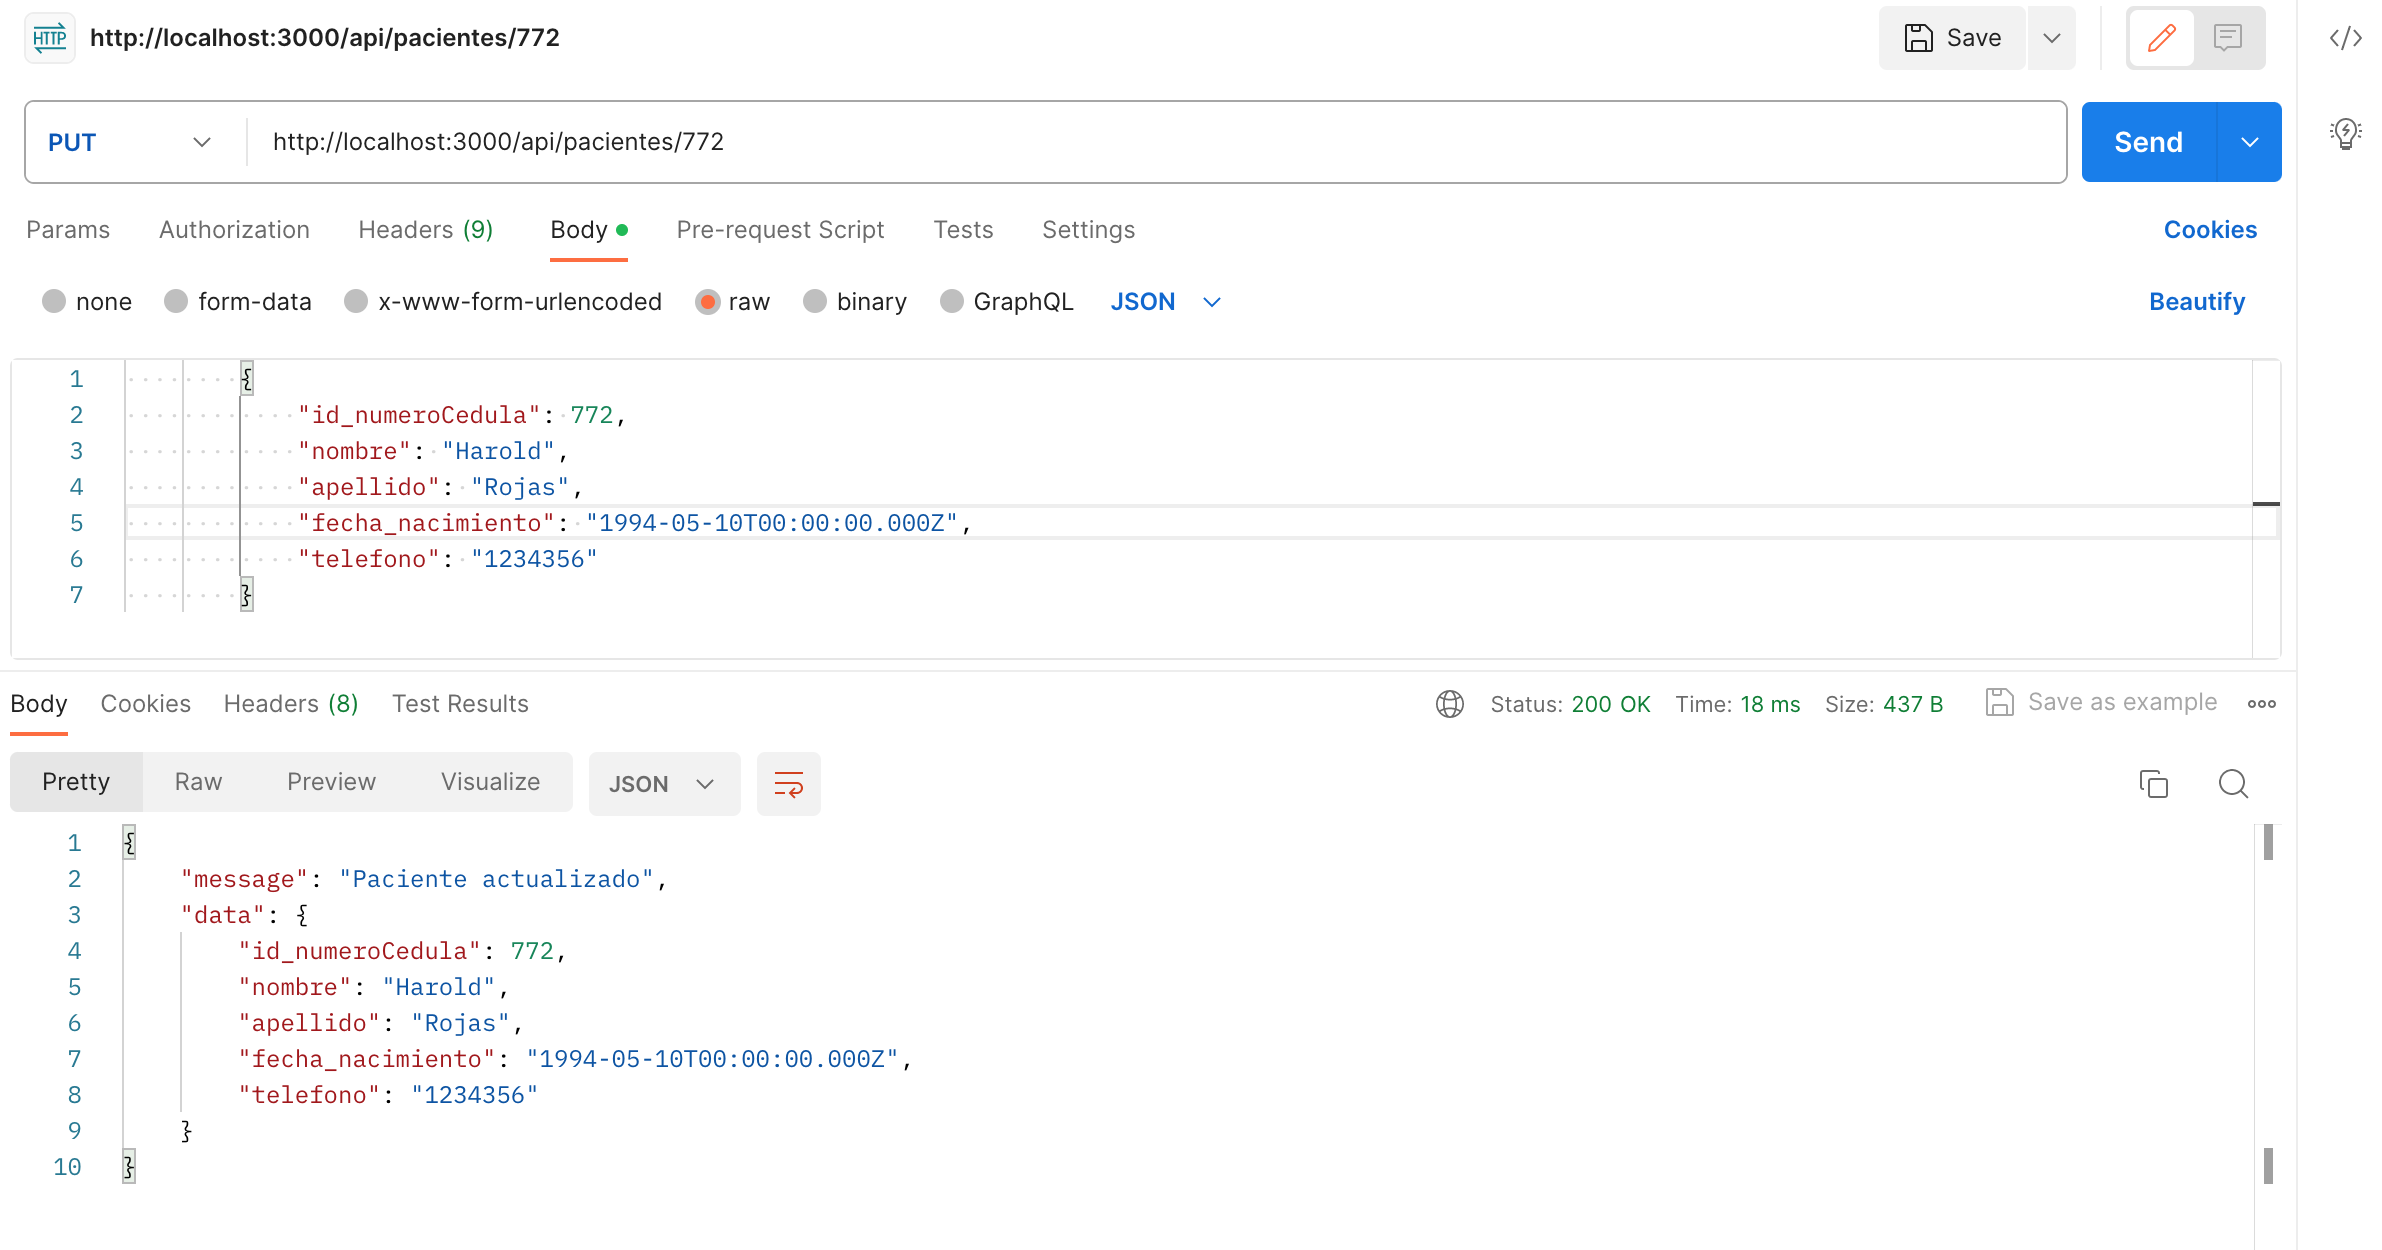 HTTP http://localhost:3000/api/pacientes/772 Save
PUT http://localhost:3000/api/pacientes/772 Send
Params Authorization Headers (9) Body Pre-request Script Tests Settings Cookies
none form-data x-www-form-urlencoded raw binary GraphQL JSON Beautify
1 {
2 "id_numeroCedula": 772,
3 "nombre": "Harold",
4 "apellido": "Rojas",
5 "fecha_nacimiento": "1994-05-10T00:00:00.000Z",
6 "telefono": "1234356"
7 }
Body Cookies Headers (8) Test Results Status: 200 OK Time: 18 ms Size: 437 B Save as example
Pretty Raw Preview Visualize JSON
1 {
2 "message": "Paciente actualizado",
3 "data": {
4 "id_numeroCedula": 772,
5 "nombre": "Harold",
6 "apellido": "Rojas",
7 "fecha_nacimiento": "1994-05-10T00:00:00.000Z",
8 "telefono": "1234356"
9 }
10 }